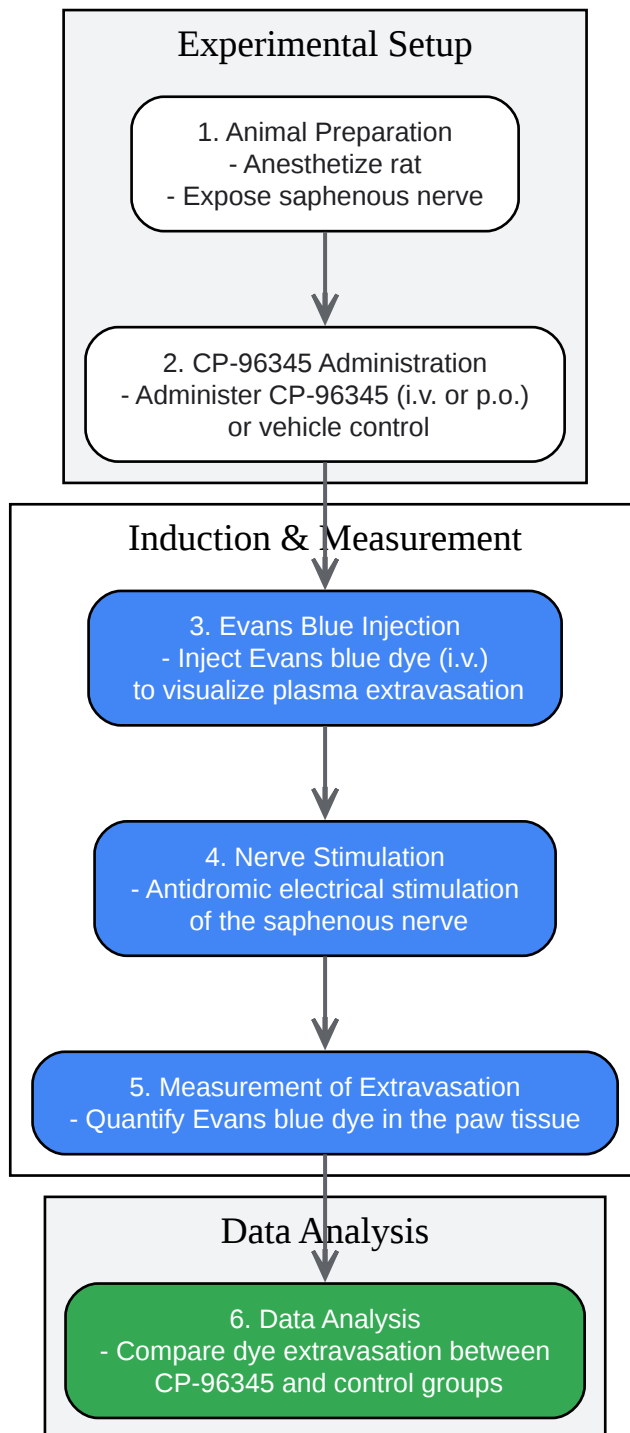 Experimental Setup
1. Animal Preparation
- Anesthetize rat
- Expose saphenous nerve
2. CP-96345 Administration
- Administer CP-96345 (i.v. or p.o.)
or vehicle control
Induction & Measurement
3. Evans Blue Injection
- Inject Evans blue dye (i.v.)
to visualize plasma extravasation
4. Nerve Stimulation
- Antidromic electrical stimulation
of the saphenous nerve
5. Measurement of Extravasation
- Quantify Evans blue dye in the paw tissue
Data Analysis
6. Data Analysis
- Compare dye extravasation between
CP-96345 and control groups